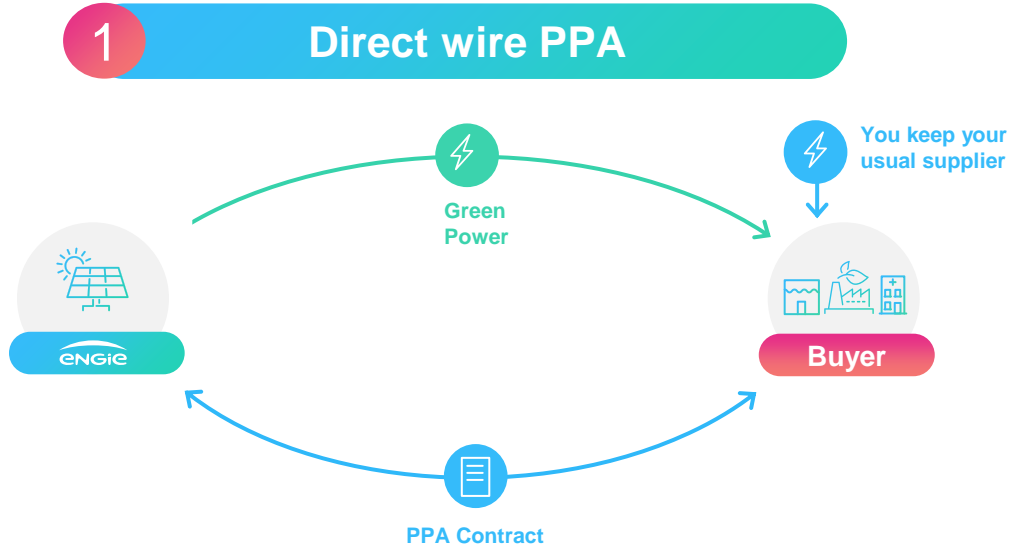 1
Direct wire PPA
You keep your
usual supplier
Green
Power
ENGIE
Buyer
PPA Contract